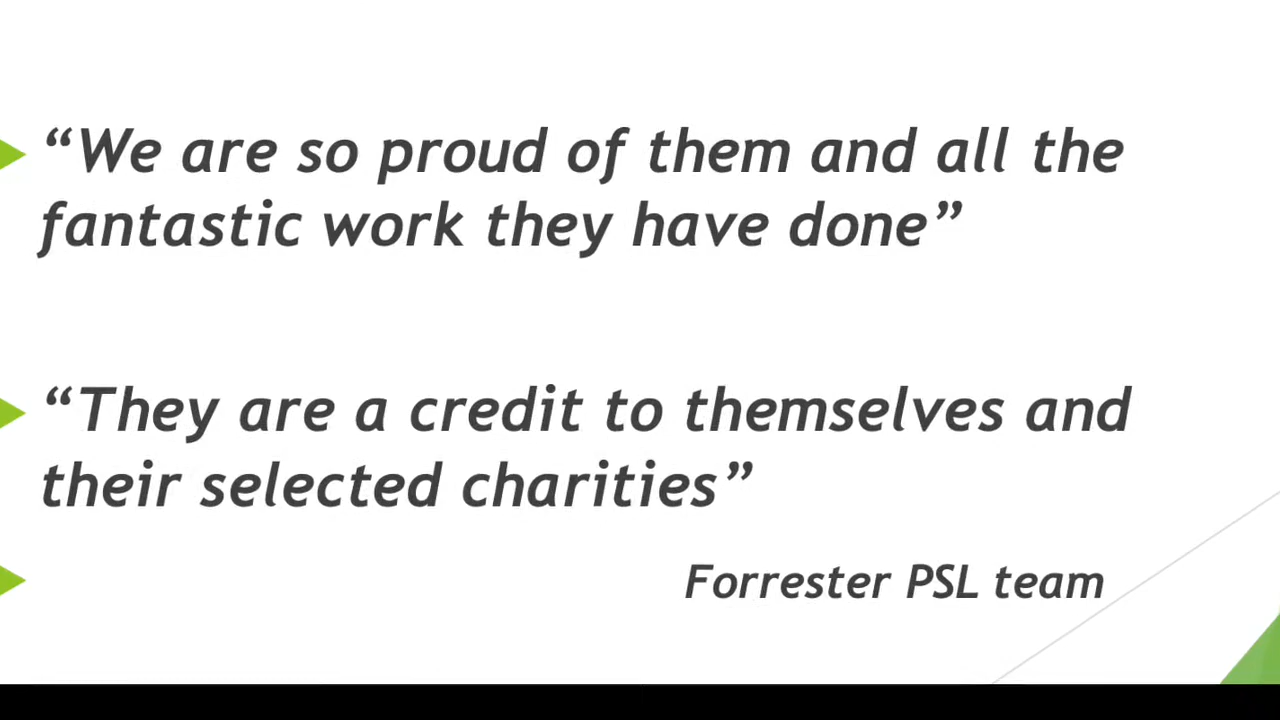 “We are so proud of them and all the
fantastic work they have done”
“They are a credit to themselves and
their selected charities”
Forrester PSL team